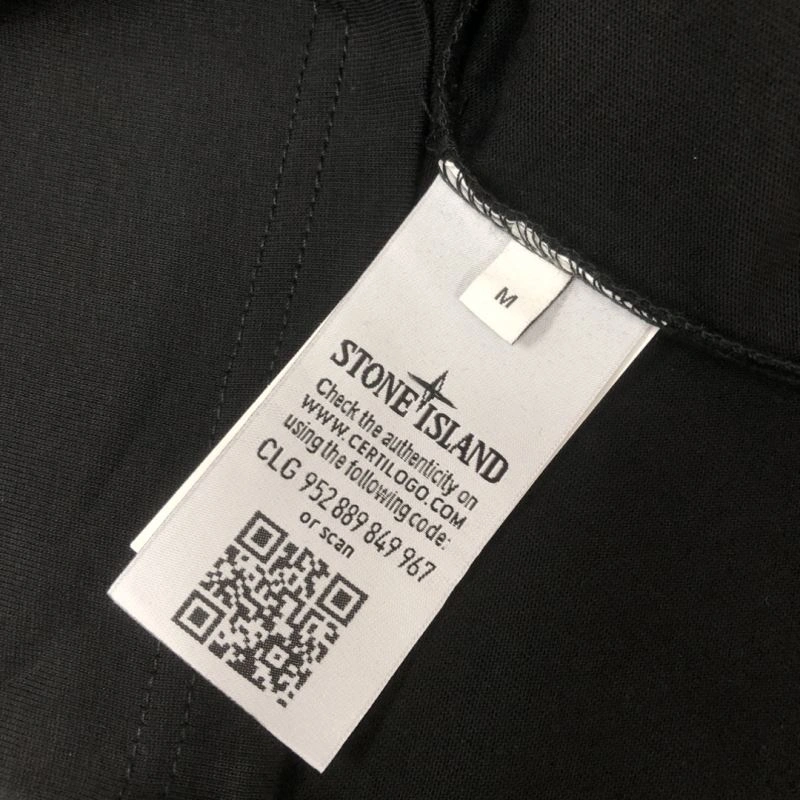 M
STONE ISLAND
Check the authenticity on
WWW.CERTILOGO.COM
using the following code:
CLG 952 889 849 967
or scan